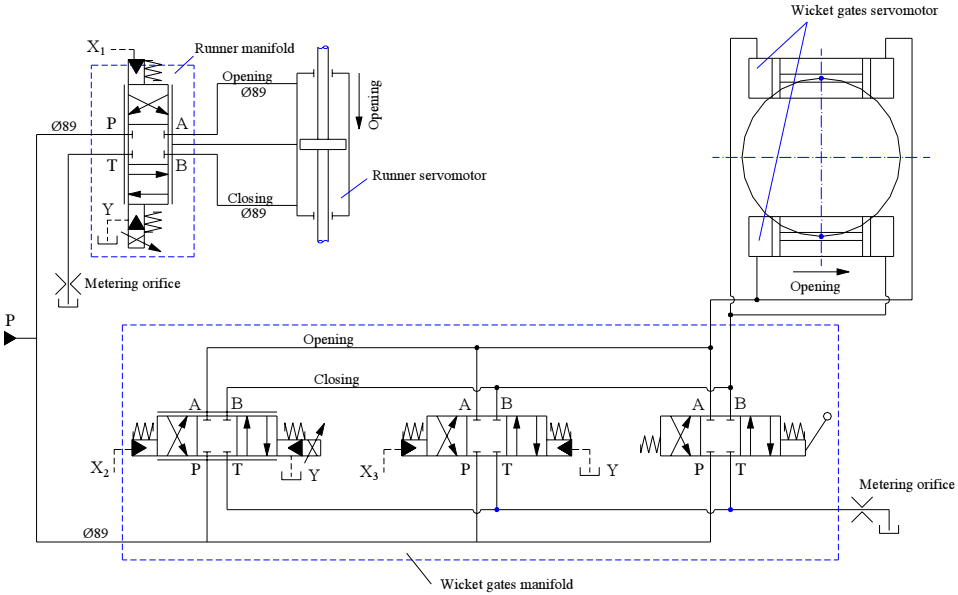 Wicket gates servomotor
X1
Runner manifold
Opening
Ø89
Opening
Ø89
P
A
T
B
Runner servomotor
Closing
Ø89
Y
Metering orifice
Opening
P
Opening
Closing
A
B
A
B
A
B
X2
P
T
Y
X3
P
T
Y
P
T
Metering orifice
Ø89
Wicket gates manifold